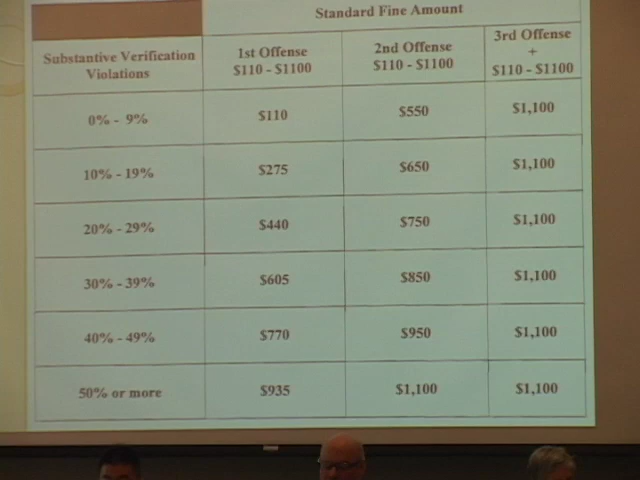 Standard Fine Amount
Substantive Verification Violations 1st Offense $110 - $1100 2nd Offense $110 - $1100 3rd Offense + $110 - $1100
0% - 9% $110 $550 $1,100
10% - 19% $275 $650 $1,100
20% - 29% $440 $750 $1,100
30% - 39% $605 $850 $1,100
40% - 49% $770 $950 $1,100
50% or more $935 $1,100 $1,100